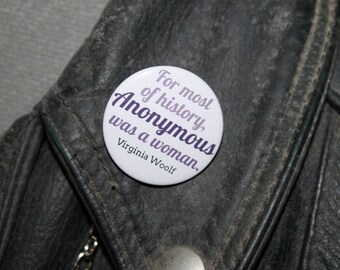 For most
of history,
Anonymous
was a woman.
Virginia Woolf